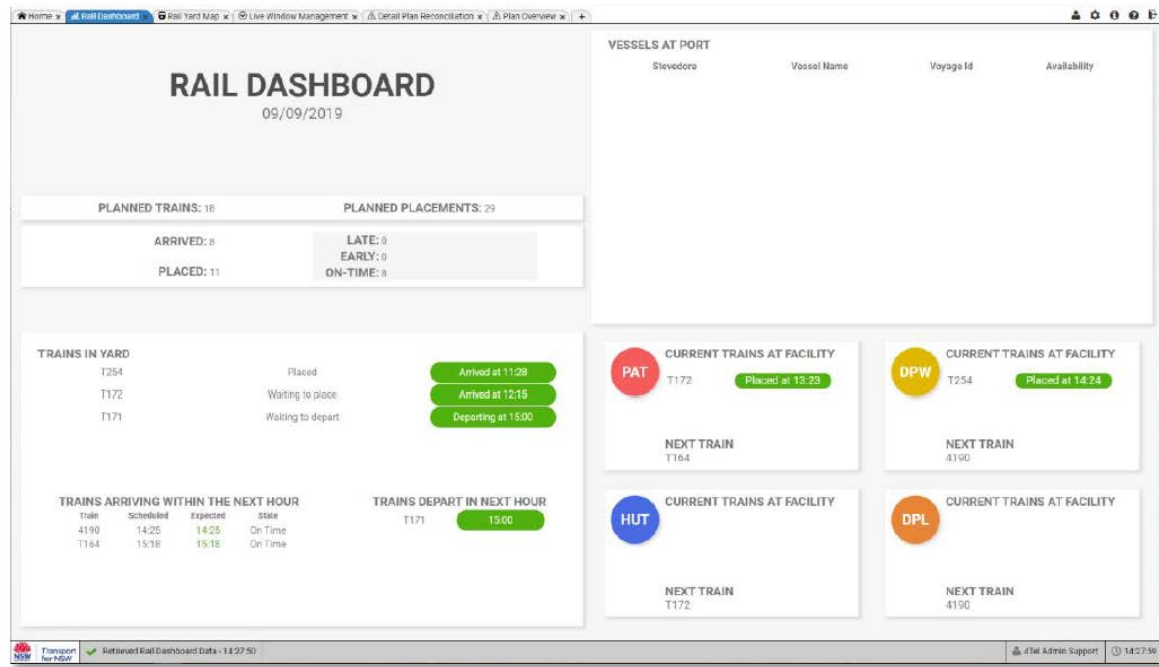 Home x Rail Dashboard x Rail Yard Map x Live Window Management x Detail Plan Reconciliation x Plan Overview x +
RAIL DASHBOARD
09/09/2019
PLANNED TRAINS: 18 PLANNED PLACEMENTS: 29
ARRIVED: 8
PLACED: 11
LATE: 0
EARLY: 0
ON-TIME: 8
VESSELS AT PORT
Stevedore Vessel Name Voyage Id Availability
TRAINS IN YARD
T254 Placed Arrived at 11:28
T172 Waiting to place Arrived at 12:15
T171 Waiting to depart Departing at 15:00
TRAINS ARRIVING WITHIN THE NEXT HOUR
Train Scheduled Expected State
4190 14:25 14:25 On Time
T164 15:18 15:18 On Time
TRAINS DEPART IN NEXT HOUR
T171 15:00
PAT
CURRENT TRAINS AT FACILITY
T172 Placed at 13:23
NEXT TRAIN
T164
DPW
CURRENT TRAINS AT FACILITY
T254 Placed at 14:24
NEXT TRAIN
4190
HUT
CURRENT TRAINS AT FACILITY
NEXT TRAIN
T172
DPL
CURRENT TRAINS AT FACILITY
NEXT TRAIN
4190
NSW
Transport
for NSW
Retrieved Rail Dashboard Data - 14:27:50
4Tel Admin Support
14:27:59